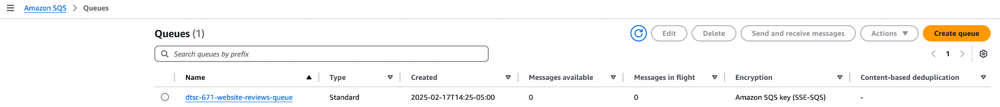 Amazon SQS > Queues
Queues (1)
Edit
Delete
Send and receive messages
Actions
Create queue
Search queues by prefix
1
Name Type Created Messages available Messages in flight Encryption Content-based deduplication
dtsc-671-website-reviews-queue Standard 2025-02-17T14:25-05:00 0 0 Amazon SQS key (SSE-SQS) -